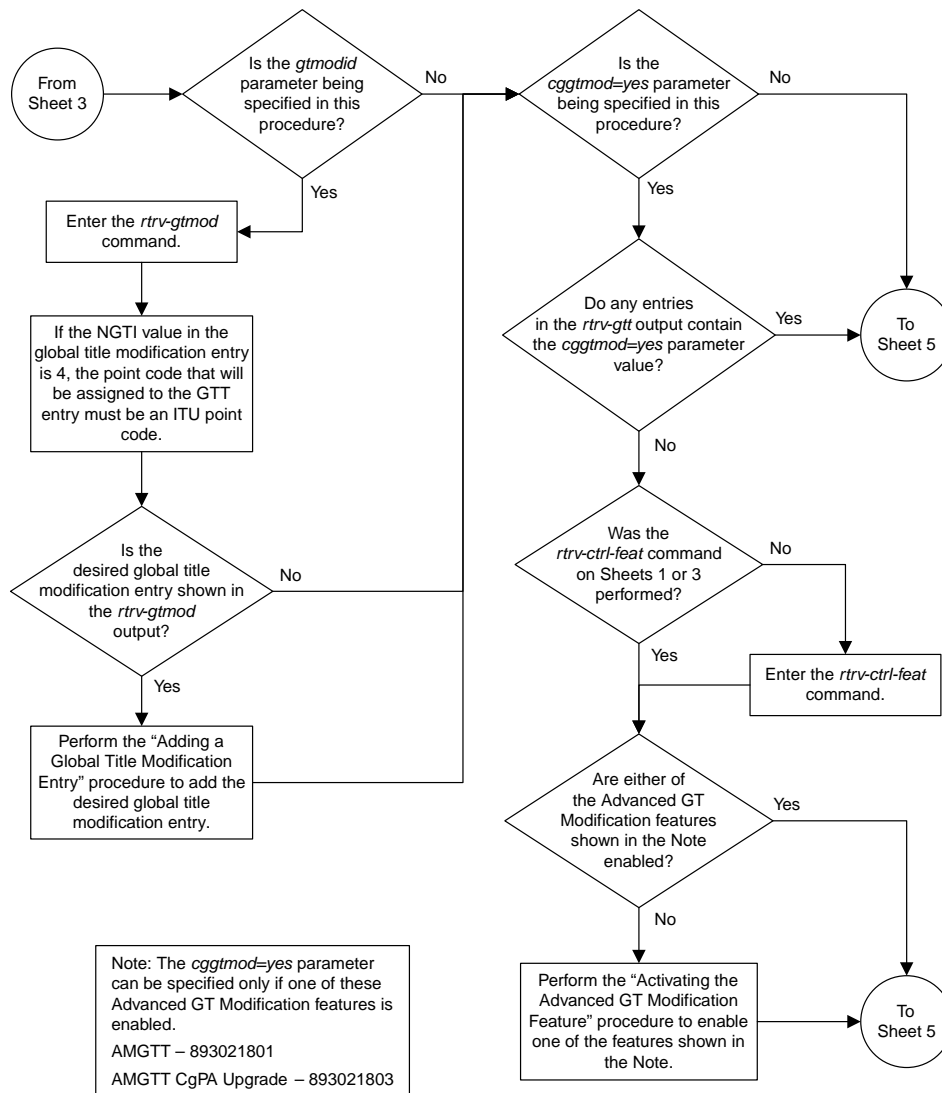 From
Sheet 3
Is the gtmodid
parameter being
specified in this
procedure?
No
Yes
Enter the rtrv-gtmod
command.
If the NGTI value in the
global title modification entry
is 4, the point code that will
be assigned to the GTT
entry must be an ITU point
code.
Is the
desired global title
modification entry shown in
the rtrv-gtmod
output?
No
Yes
Perform the “Adding a
Global Title Modification
Entry” procedure to add the
desired global title
modification entry.
Is the
cggtmod=yes parameter
being specified in this
procedure?
No
Yes
Do any entries
in the rtrv-gtt output contain
the cggtmod=yes parameter
value?
Yes
To
Sheet 5
No
Was the
rtrv-ctrl-feat command
on Sheets 1 or 3
performed?
No
Yes
Enter the rtrv-ctrl-feat
command.
Are either of
the Advanced GT
Modification features
shown in the Note
enabled?
Yes
No
Perform the “Activating the
Advanced GT Modification
Feature” procedure to enable
one of the features shown in
the Note.
To
Sheet 5
Note: The cggtmod=yes parameter
can be specified only if one of these
Advanced GT Modification features is
enabled.
AMGTT – 893021801
AMGTT CgPA Upgrade – 893021803